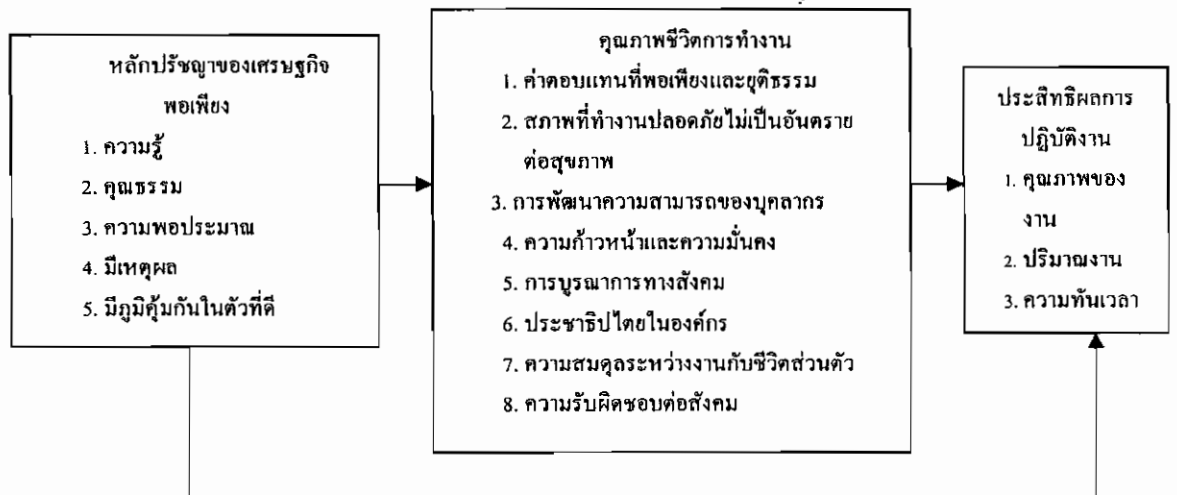 หลักปรัชญาของเศรษฐกิจ
พอเพียง
1. ความรู้
2. คุณธรรม
3. ความพอประมาณ
4. มีเหตุผล
5. มีภูมิคุ้มกันในตัวที่ดี
คุณภาพชีวิตการทำงาน
1. ค่าตอบแทนที่พอเพียงและยุติธรรม
2. สภาพที่ทำงานปลอดภัยไม่เป็นอันตราย
ต่อสุขภาพ
3. การพัฒนาความสามารถของบุคลากร
4. ความก้าวหน้าและความมั่นคง
5. การบูรณาการทางสังคม
6. ประชาธิปไตยในองค์กร
7. ความสมดุลระหว่างงานกับชีวิตส่วนตัว
8. ความรับผิดชอบต่อสังคม
ประสิทธิผลการ
ปฏิบัติงาน
1. คุณภาพของ
งาน
2. ปริมาณงาน
3. ความทันเวลา